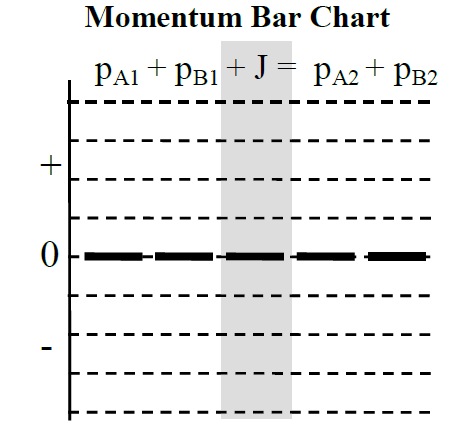 Momentum Bar Chart
pA1 + pB1 + J = pA2 + pB2
+
0
-